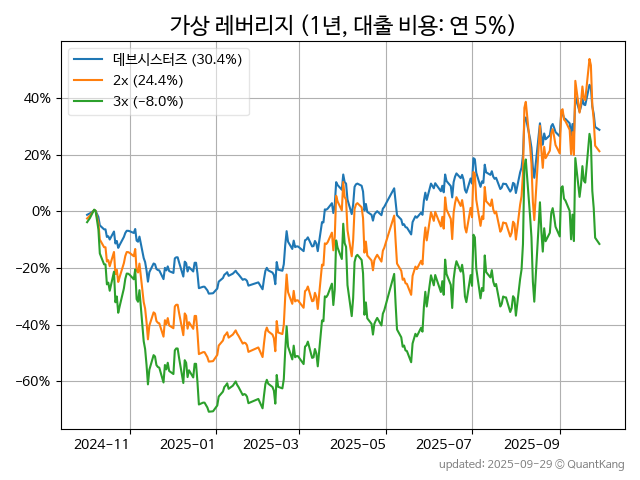 가상 레버리지 (1년, 대출 비용: 연 5%)
데브시스터즈 (30.4%)
2x (24.4%)
3x (−8.0%)
40%
20%
0%
−20%
−40%
−60%
2024-11 2025-01 2025-03 2025-05 2025-07 2025-09
updated: 2025-09-29 © QuantKang